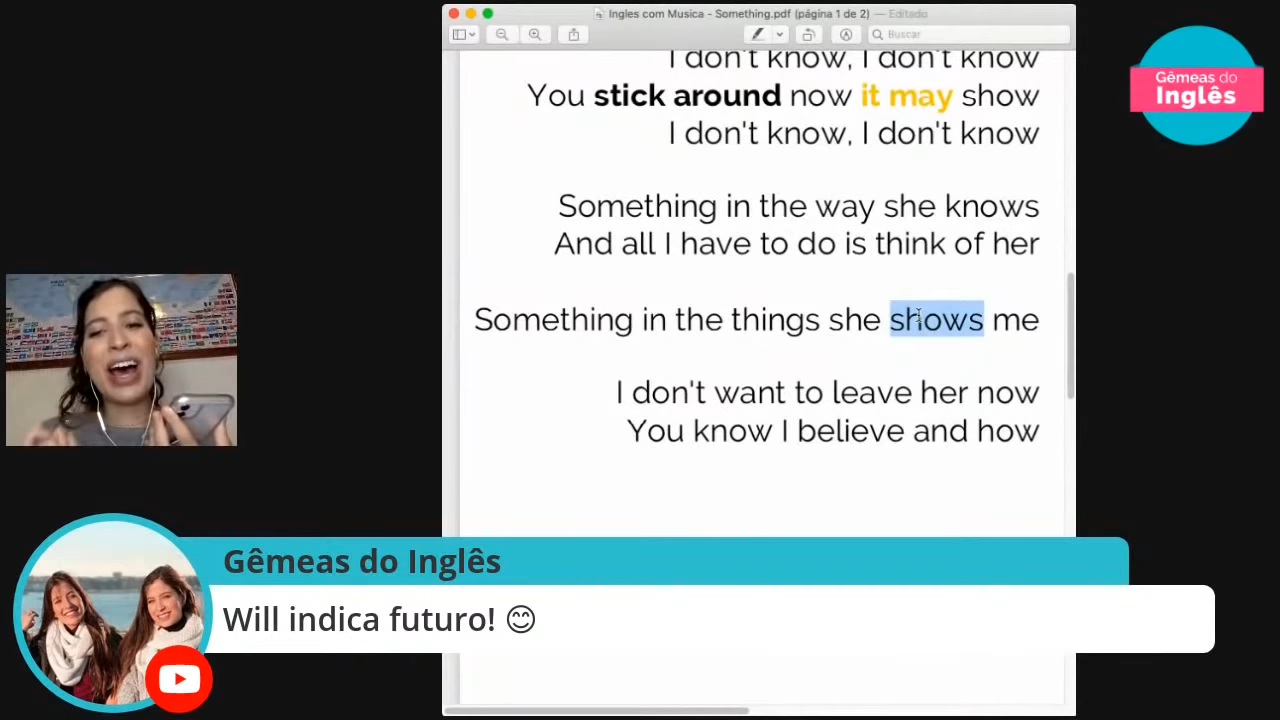 Ingles com Musica - Something.pdf (página 1 de 2) — Editado
Buscar
I don't know, I don't know
You stick around now it may show
I don't know, I don't know
Something in the way she knows
And all I have to do is think of her
Something in the things she shows me
I don't want to leave her now
You know I believe and how
Gêmeas do
Inglês
Gêmeas do Inglês
Will indica futuro! 😊